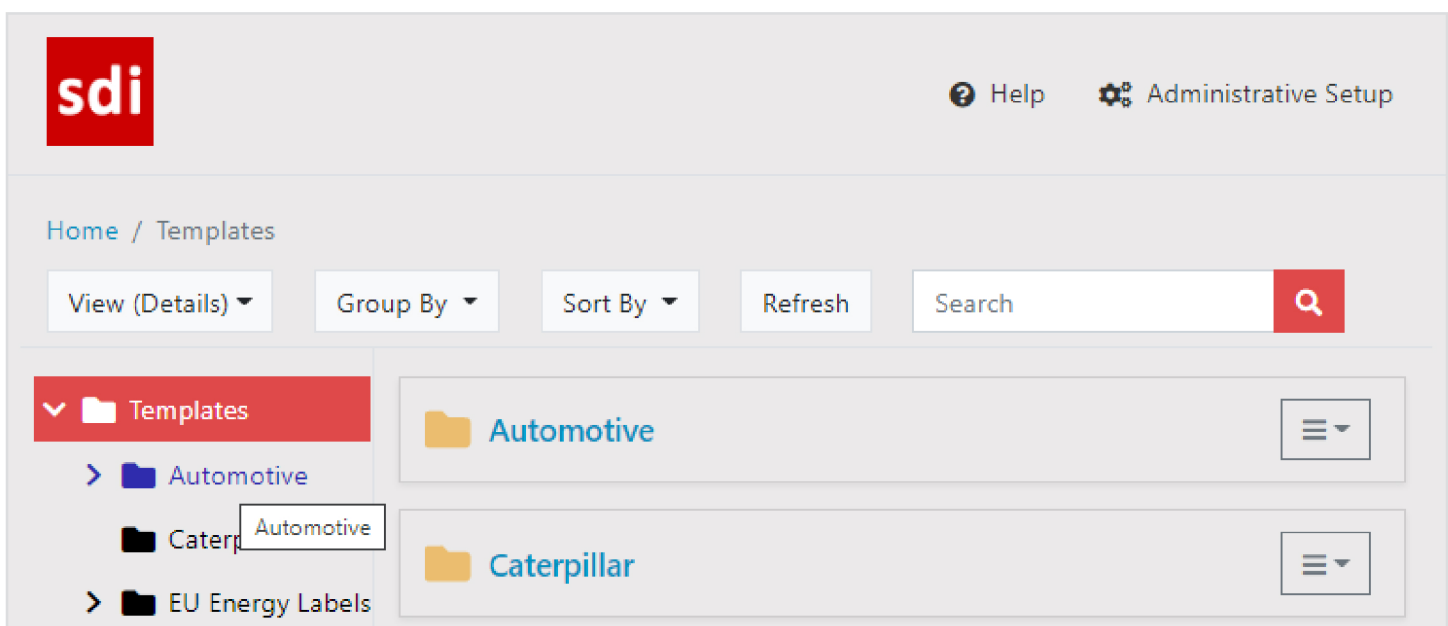 sdi
Help Administrative Setup
Home / Templates
View (Details) Group By Sort By Refresh Search
Templates
Automotive
Automotive
EU Energy Labels
Automotive
Caterpillar